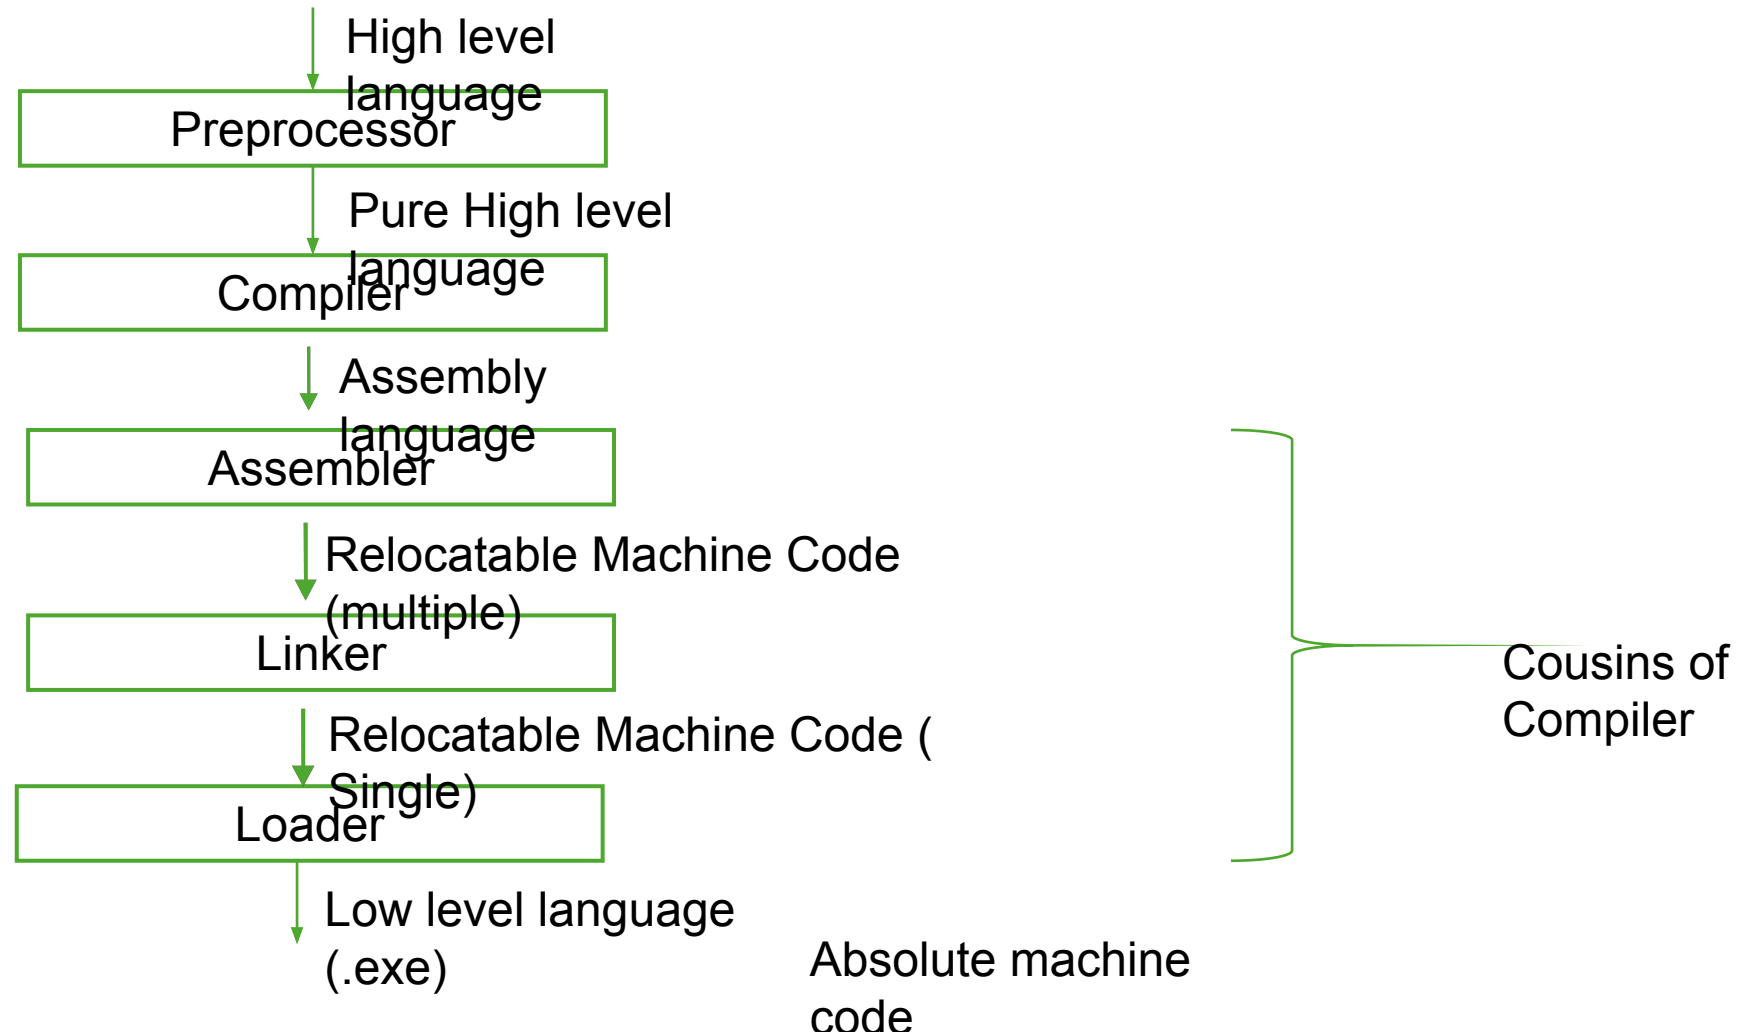 High level
language
Preprocessor
Pure High level
language
Compiler
Assembly
language
Assembler
Relocatable Machine Code
(multiple)
Linker
Cousins of
Compiler
Relocatable Machine Code (
Single)
Loader
Low level language
(.exe)
Absolute machine
code